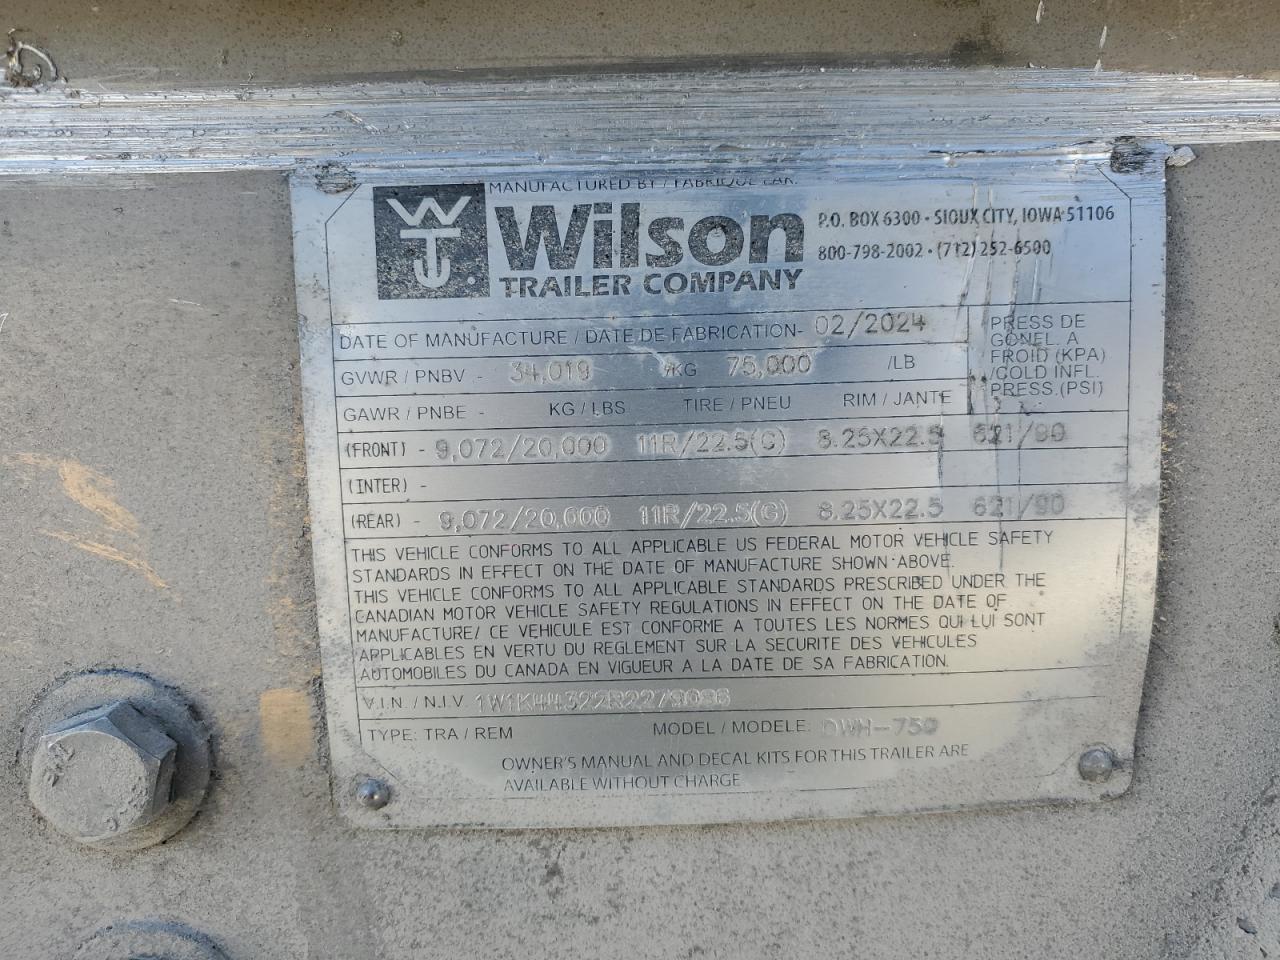 MANUFACTURED BY / FABRIQUE PAR:
Wilson
TRAILER COMPANY
P.O. BOX 6300 • SIOUX CITY, IOWA 51106
800-798-2002 • (712) 252-6500
DATE OF MANUFACTURE / DATE DE FABRICATION- 02/2024
GVWR / PNBV - 34,019 /KG 75,000 /LB
PRESS DE
GONFL. A
FROID (KPA)
/COLD INFL.
PRESS.(PSI)
GAWR / PNBE - KG / LBS TIRE / PNEU RIM / JANTE
(FRONT) - 9,072/20,000 11R/22.5(G) 8.25X22.5 621/90
(INTER) -
(REAR) - 9,072/20,000 11R/22.5(G) 8.25X22.5 621/90
THIS VEHICLE CONFORMS TO ALL APPLICABLE US FEDERAL MOTOR VEHICLE SAFETY
STANDARDS IN EFFECT ON THE DATE OF MANUFACTURE SHOWN ABOVE.
THIS VEHICLE CONFORMS TO ALL APPLICABLE STANDARDS PRESCRIBED UNDER THE
CANADIAN MOTOR VEHICLE SAFETY REGULATIONS IN EFFECT ON THE DATE OF
MANUFACTURE/ CE VEHICULE EST CONFORME A TOUTES LES NORMES QUI LUI SONT
APPLICABLES EN VERTU DU REGLEMENT SUR LA SECURITE DES VEHICULES
AUTOMOBILES DU CANADA EN VIGUEUR A LA DATE DE SA FABRICATION.
V.I.N. / N.I.V.
TYPE: TRA / REM MODEL / MODELE: DWH-750
OWNER'S MANUAL AND DECAL KITS FOR THIS TRAILER ARE
AVAILABLE WITHOUT CHARGE